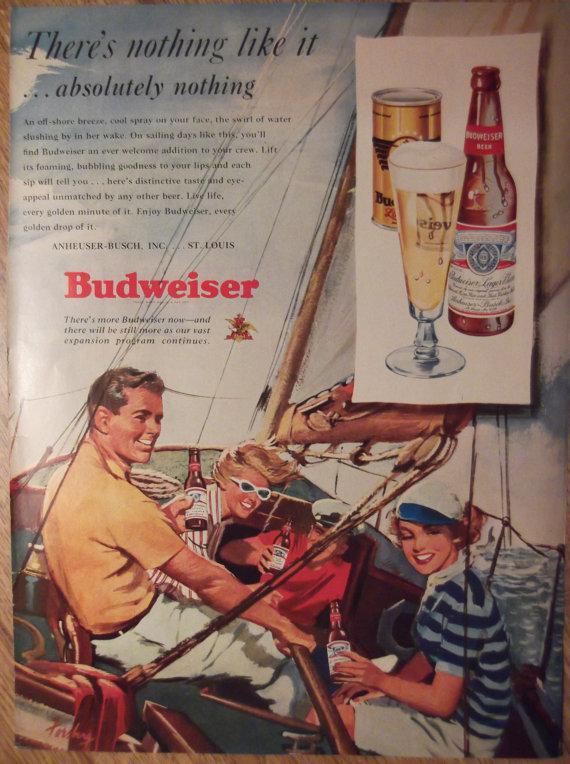 There's nothing like it
...absolutely nothing
An off-shore breeze, cool spray on your face, the swirl of water
slushing by in her wake. On sailing days like this, you'll
find Budweiser an ever welcome addition to your crew. Lift
its foaming, bubbling goodness to your lips and each
sip will tell you . . . here's distinctive taste and eye-
appeal unmatched by any other beer. Live life,
every golden minute of it. Enjoy Budweiser, every
golden drop of it.
ANHEUSER-BUSCH, INC. . . . ST. LOUIS
Budweiser
There's more Budweiser now—and
there will be still more as our vast
expansion program continues.
BUDWEISER
BEER
Budweiser Lager Beer